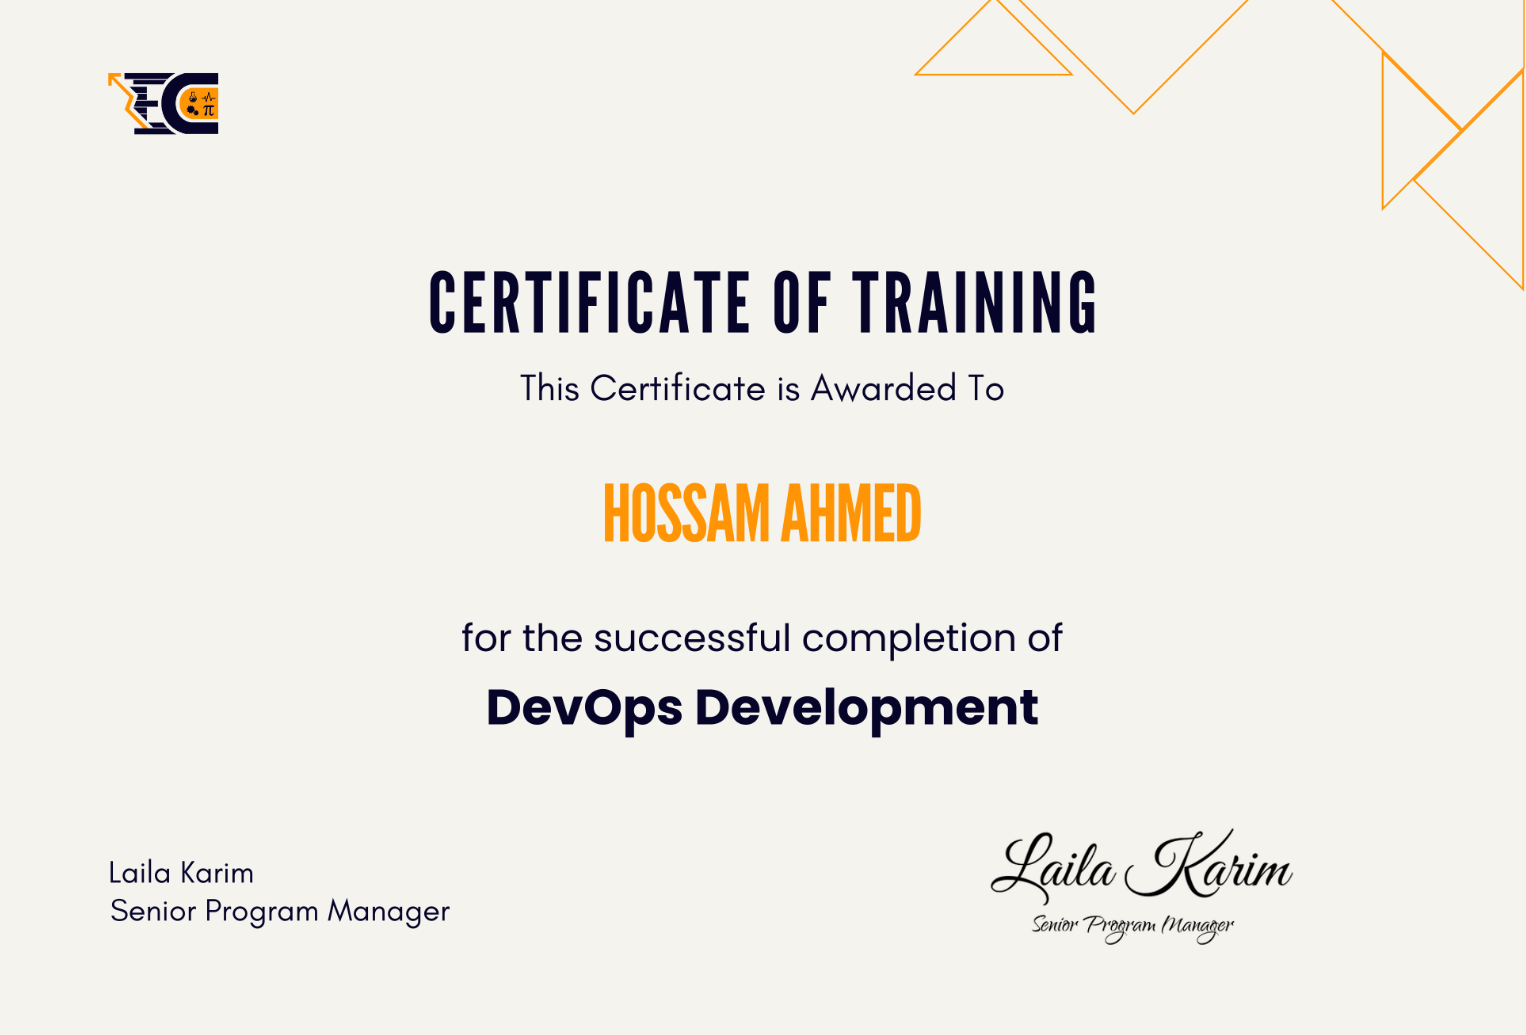 EC
π
CERTIFICATE OF TRAINING
This Certificate is Awarded To
HOSSAM AHMED
for the successful completion of
DevOps Development
Laila Karim
Senior Program Manager
Laila Karim
Senior Program Manager